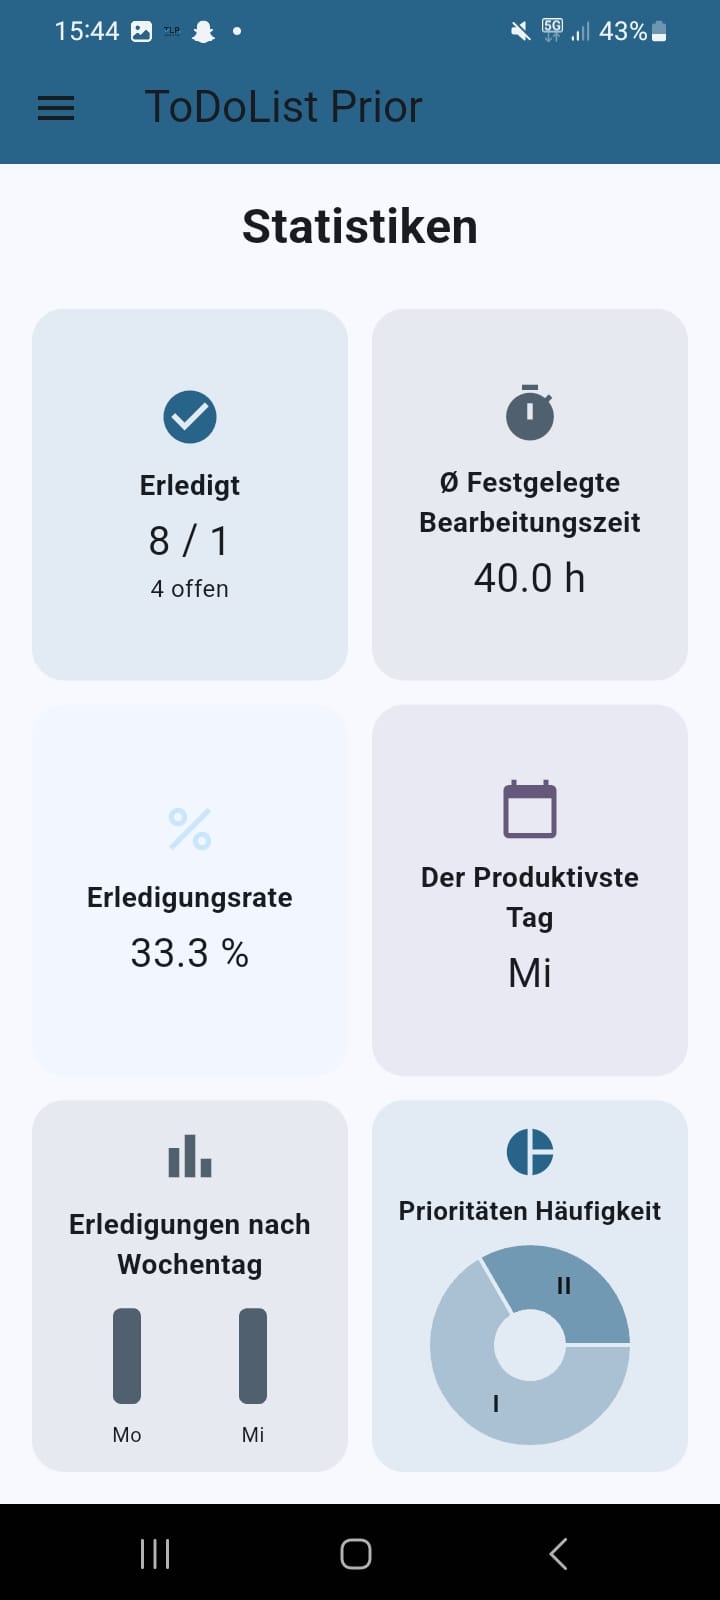 15:44
5G
43%
ToDoList Prior
Statistiken
Erledigt
8 / 1
4 offen
Ø Festgelegte
Bearbeitungszeit
40.0 h
Erledigungsrate
33.3 %
Der Produktivste
Tag
Mi
Erledigungen nach
Wochentag
Mo
Mi
Prioritäten Häufigkeit
II
I